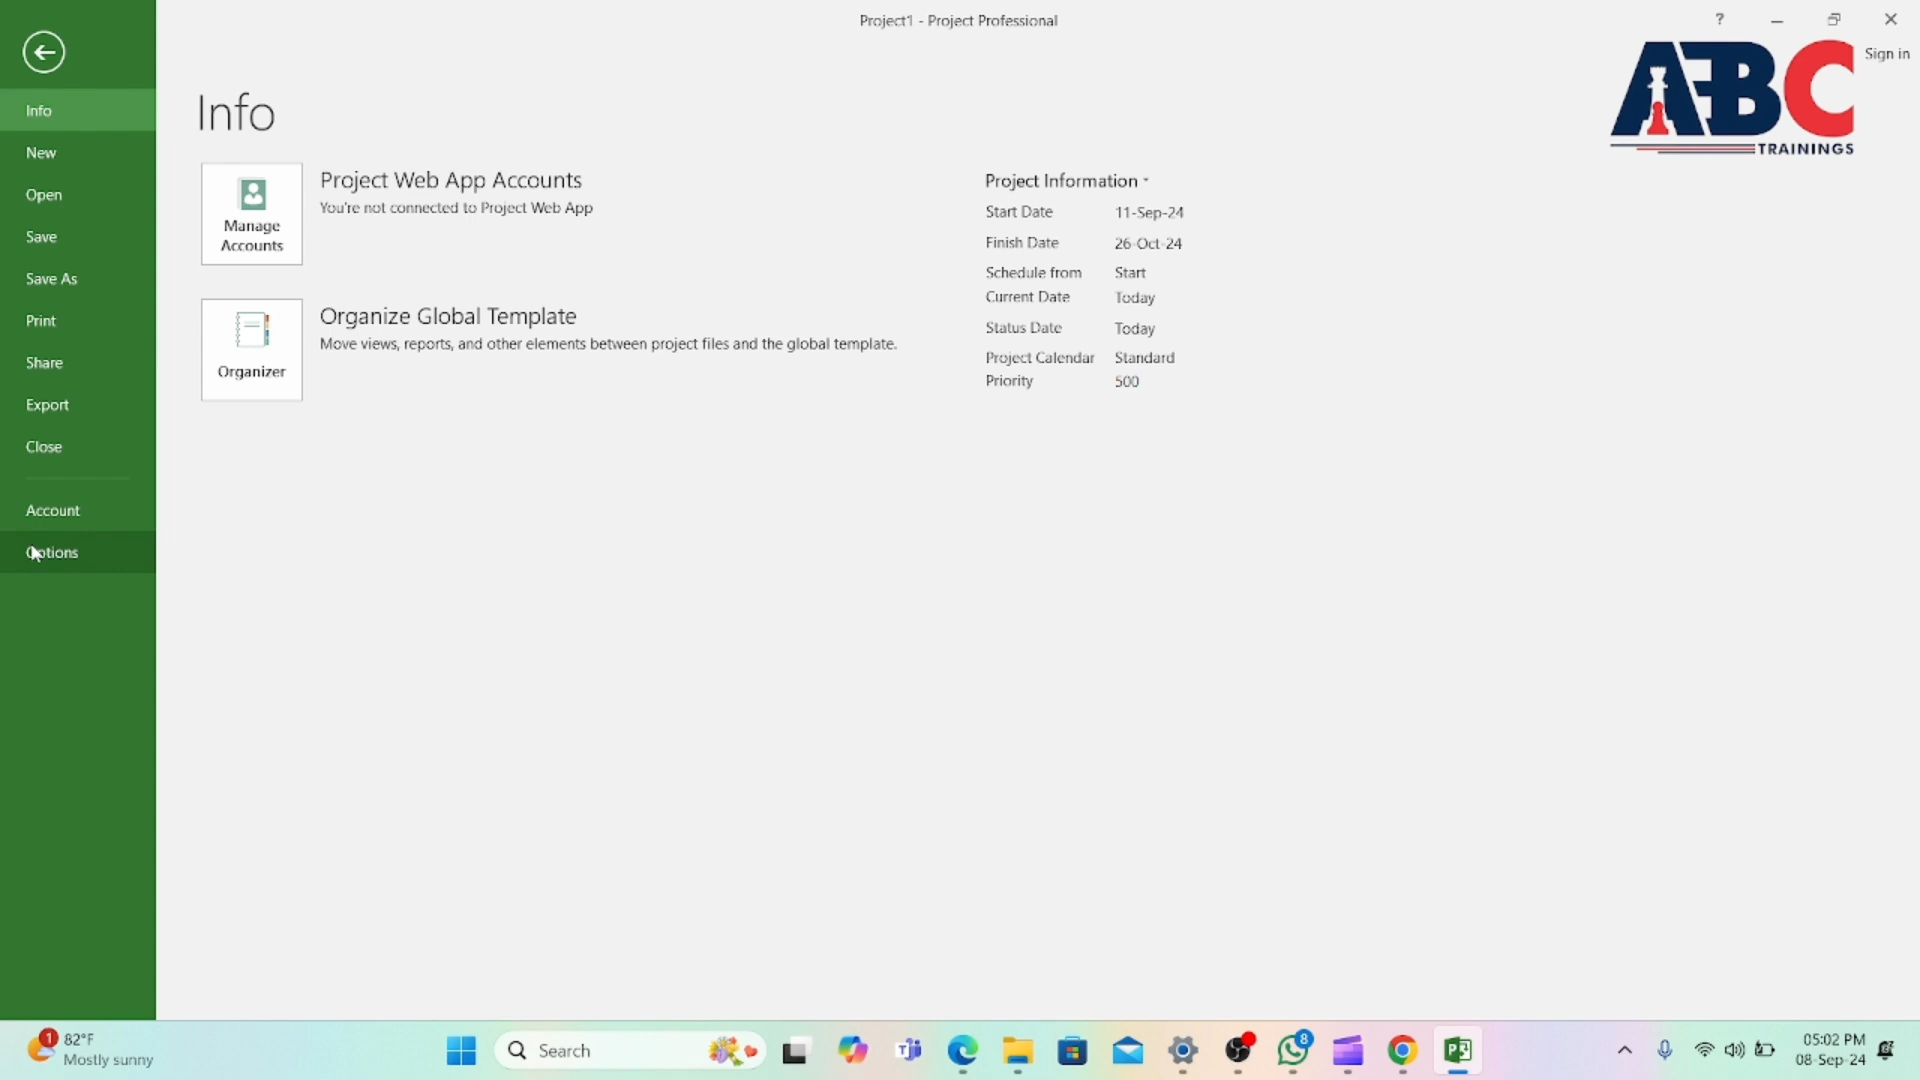 Project1 - Project Professional
?
Sign in
ABC
TRAININGS
Info
New
Open
Save
Save As
Print
Share
Export
Close
Account
Options
Info
Manage
Accounts
Project Web App Accounts
You're not connected to Project Web App
Organizer
Organize Global Template
Move views, reports, and other elements between project files and the global template.
Project Information
Start Date 11-Sep-24
Finish Date 26-Oct-24
Schedule from Start
Current Date Today
Status Date Today
Project Calendar Standard
Priority 500
1
82°F
Mostly sunny
Search
8
05:02 PM
08-Sep-24